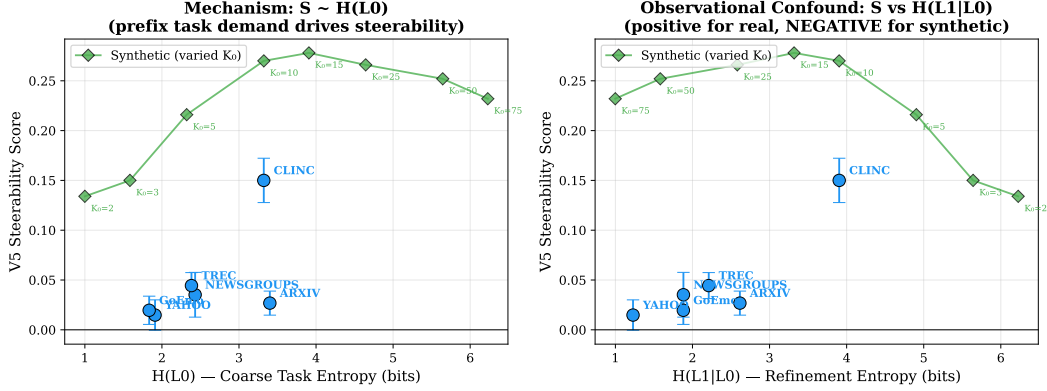 Mechanism: S ~ H(L0)
(prefix task demand drives steerability)
Synthetic (varied K₀)
V5 Steerability Score
0.25
0.20
0.15
0.10
0.05
0.00
K₀=2
K₀=3
K₀=5
K₀=10
K₀=15
K₀=25
K₀=50
K₀=75
CLINC
TREC
NEWSGROUPS
ARXIV
GoEmo
YAHOO
1 2 3 4 5 6
H(L0) — Coarse Task Entropy (bits)
Observational Confound: S vs H(L1|L0)
(positive for real, NEGATIVE for synthetic)
Synthetic (varied K₀)
V5 Steerability Score
0.25
0.20
0.15
0.10
0.05
0.00
K₀=75
K₀=50
K₀=25
K₀=15
K₀=10
K₀=5
K₀=3
K₀=2
CLINC
TREC
NEWSGROUPS
ARXIV
GoEmo
YAHOO
1 2 3 4 5 6
H(L1|L0) — Refinement Entropy (bits)